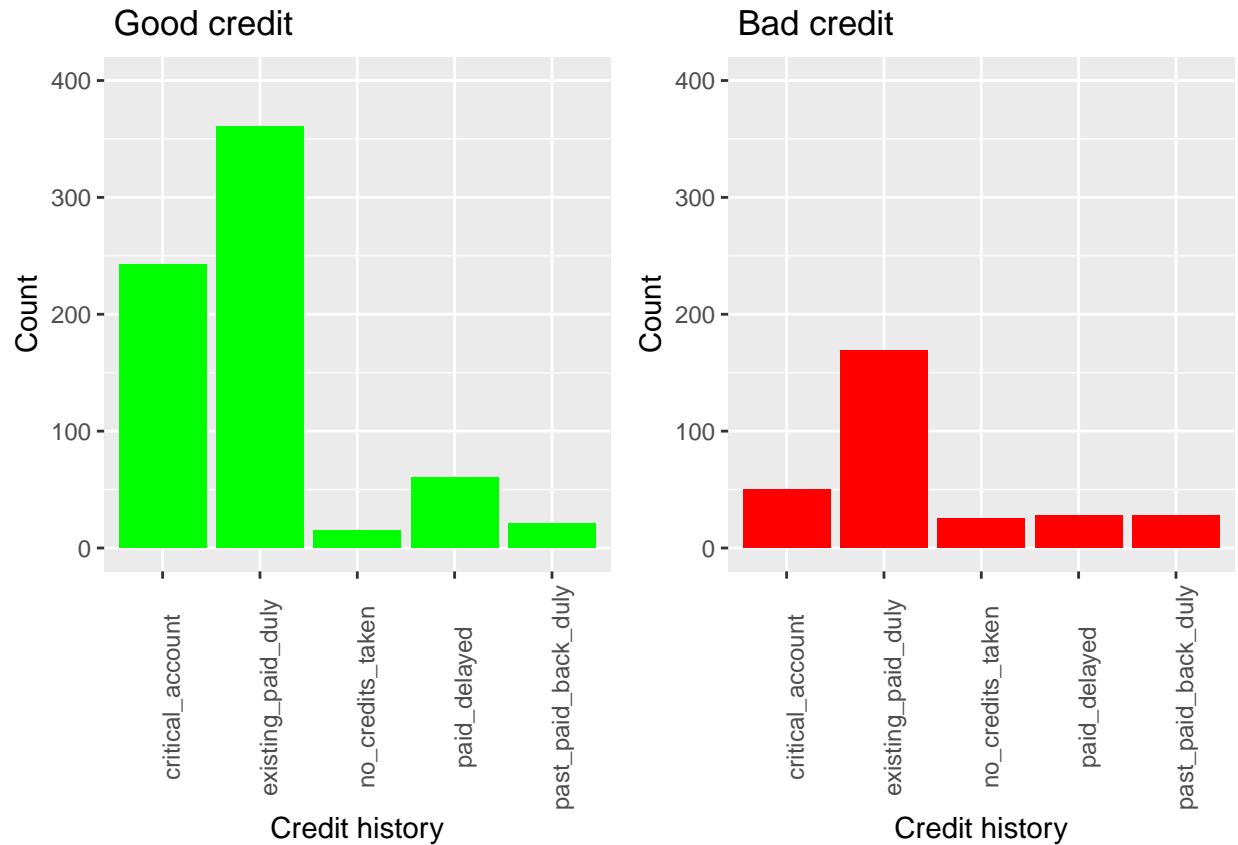 Good credit
400
300
200
100
0
Count
critical_account
existing_paid_duly
no_credits_taken
paid_delayed
past_paid_back_duly
Credit history
Bad credit
400
300
200
100
0
Count
critical_account
existing_paid_duly
no_credits_taken
paid_delayed
past_paid_back_duly
Credit history